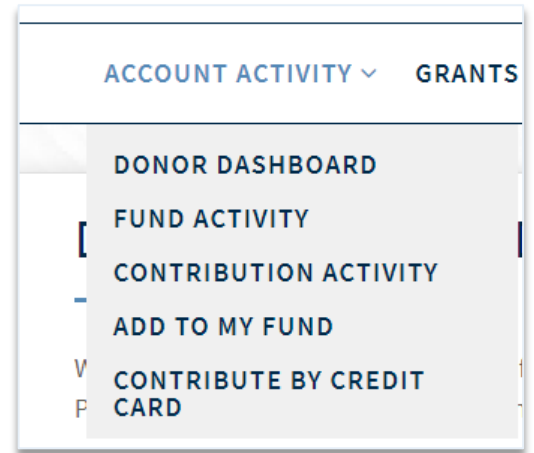 ACCOUNT ACTIVITY GRANTS
DONOR DASHBOARD
FUND ACTIVITY
CONTRIBUTION ACTIVITY
ADD TO MY FUND
CONTRIBUTE BY CREDIT
CARD